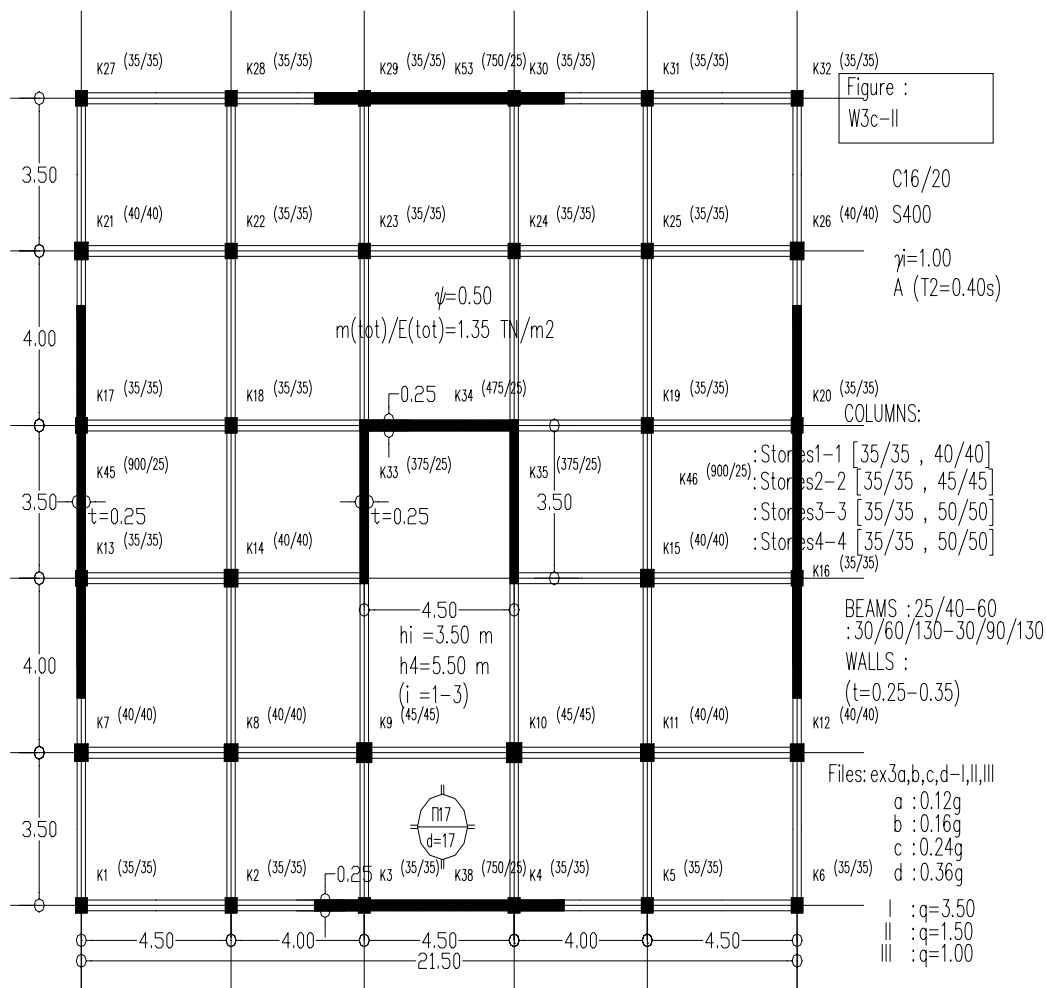 K27 (35/35) K28 (35/35) K29 (35/35) K53 (750/25) K30 (35/35) K31 (35/35) K32 (35/35)
Figure :
W3c-II
3.50
C16/20
K21 (40/40) K22 (35/35) K23 (35/35) K24 (35/35) K25 (35/35) K26 (40/40) S400
γi=1.00
A (T2=0.40s)
ψ=0.50
m(tot)/E(tot)=1.35 TN/m2
4.00
K17 (35/35) K18 (35/35) 0.25 K34 (475/25) K19 (35/35) K20 (35/35)
COLUMNS:
K45 (900/25) K33 (375/25) K35 (375/25) K46 (900/25)
:Stories1-1 [35/35 , 40/40]
:Stories2-2 [35/35 , 45/45]
:Stories3-3 [35/35 , 50/50]
:Stories4-4 [35/35 , 50/50]
3.50 t=0.25 t=0.25 3.50
K13 (35/35) K14 (40/40) K15 (40/40) K16 (35/35)
4.50
BEAMS :25/40-60
:30/60/130-30/90/130
WALLS :
(t=0.25-0.35)
hi =3.50 m
h4=5.50 m
(i =1-3)
4.00
K7 (40/40) K8 (40/40) K9 (45/45) K10 (45/45) K11 (40/40) K12 (40/40)
Files: ex3a,b,c,d-I,II,III
a :0.12g
b :0.16g
c :0.24g
d :0.36g
Π17
d=17
3.50
K1 (35/35) K2 (35/35) 0.25 K3 (35/35) K38 (750/25) K4 (35/35) K5 (35/35) K6 (35/35)
I :q=3.50
II :q=1.50
III :q=1.00
4.50 4.00 4.50 4.00 4.50
21.50